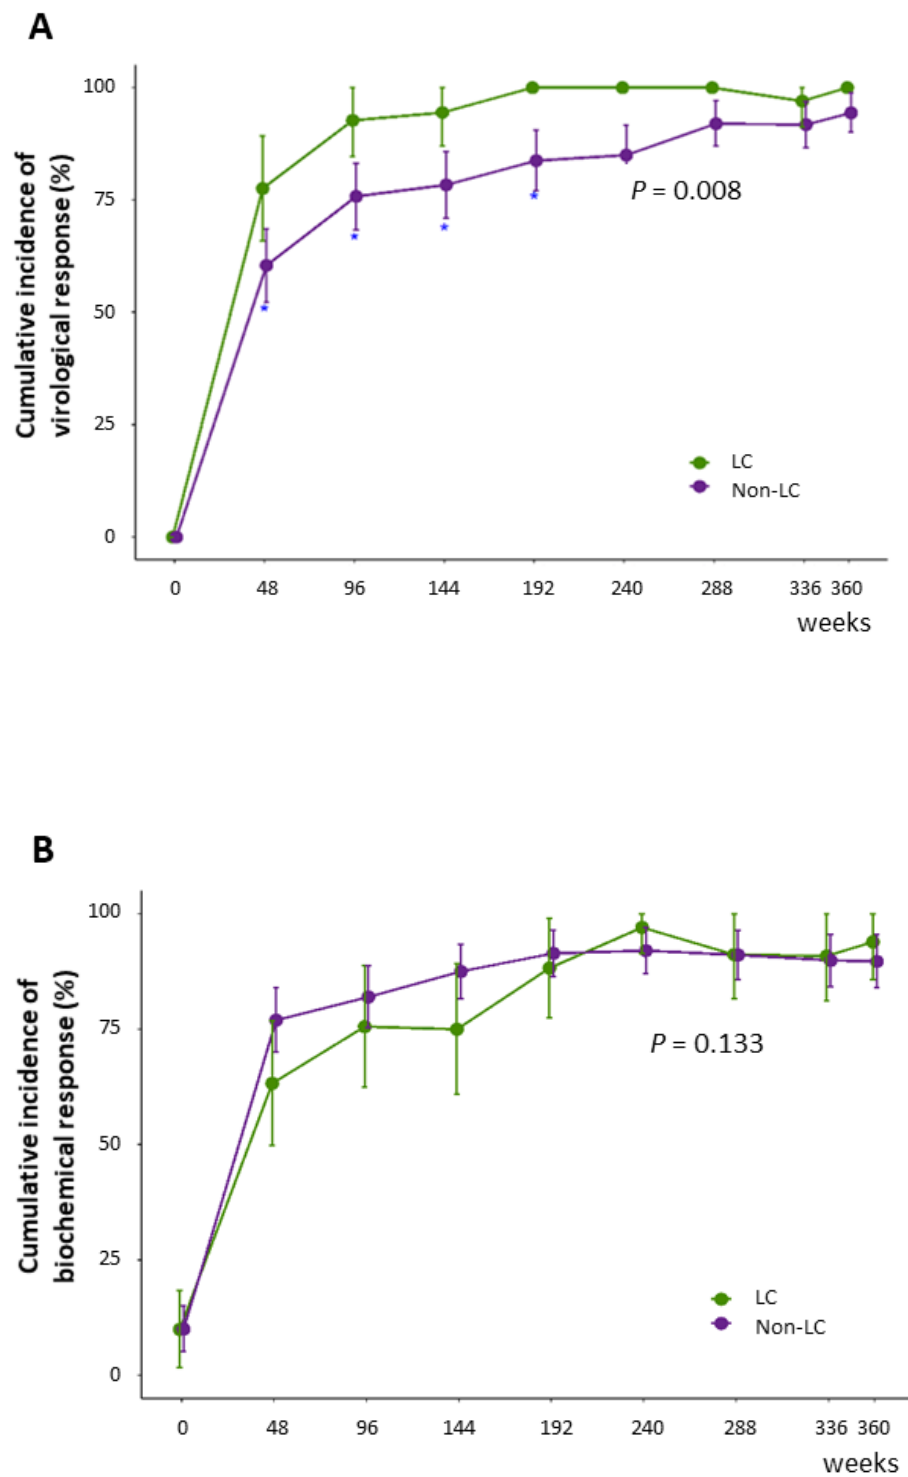 A
Cumulative incidence of
virological response (%)
100
75
50
25
0
P = 0.008
*
*
*
*
LC
Non-LC
0 48 96 144 192 240 288 336 360
weeks
B
Cumulative incidence of
biochemical response (%)
100
75
50
25
0
P = 0.133
LC
Non-LC
0 48 96 144 192 240 288 336 360
weeks